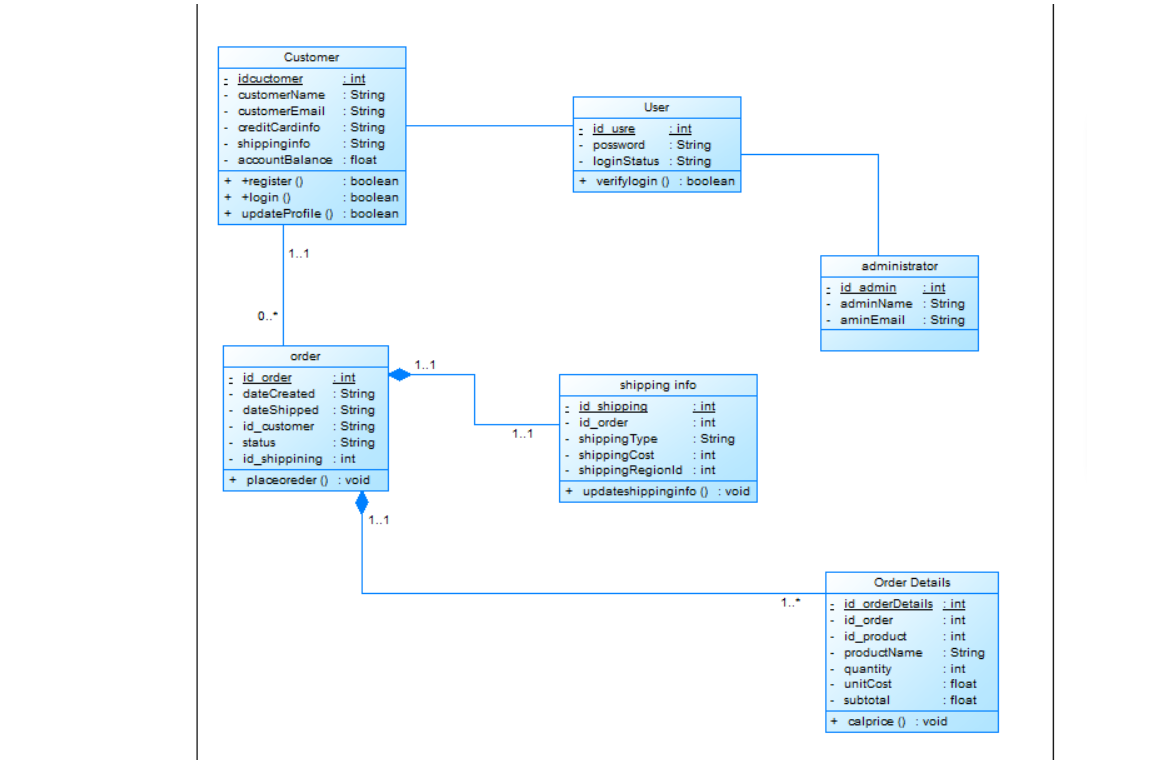 Customer
- idcuctomer : int
- customerName : String
- customerEmail : String
- creditCardinfo : String
- shippinginfo : String
- accountBalance : float
+ +register () : boolean
+ +login () : boolean
+ updateProfile () : boolean
User
- id_usre : int
- possword : String
- loginStatus : String
+ verifylogin () : boolean
administrator
- id_admin : int
- adminName : String
- aminEmail : String
1..1
0..*
order
- id_order : int
- dateCreated : String
- dateShipped : String
- id_customer : String
- status : String
- id_shippining : int
+ placeoreder () : void
1..1
1..1
shipping info
- id_shipping : int
- id_order : int
- shippingType : String
- shippingCost : int
- shippingRegionId : int
+ updateshippinginfo () : void
1..1
1..*
Order Details
- id_orderDetails : int
- id_order : int
- id_product : int
- productName : String
- quantity : int
- unitCost : float
- subtotal : float
+ calprice () : void